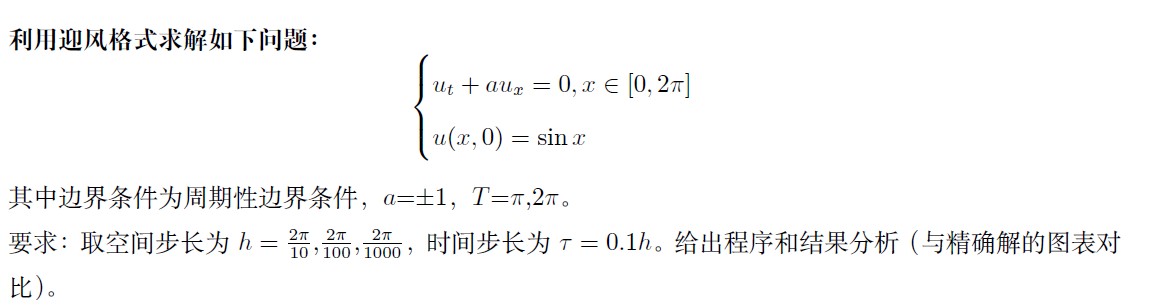 利用迎风格式求解如下问题：
{ u_t + au_x = 0, x ∈ [0, 2π]
u(x, 0) = sin x
其中边界条件为周期性边界条件，a=±1，T=π,2π。
要求：取空间步长为 h = 2π/10, 2π/100, 2π/1000，时间步长为 τ = 0.1h。给出程序和结果分析（与精确解的图表对
比）。